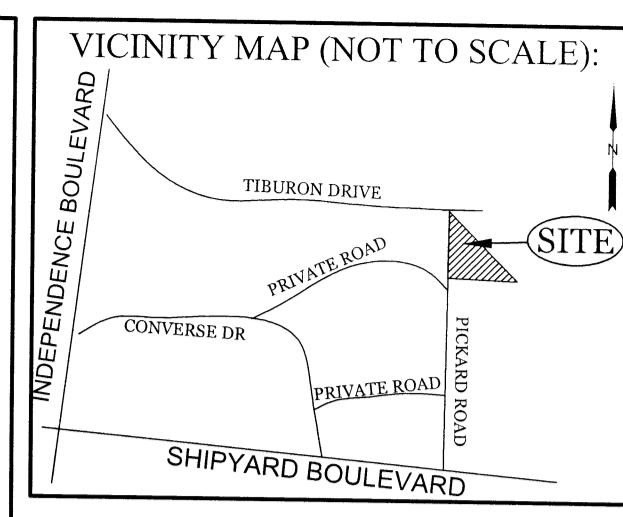 VICINITY MAP (NOT TO SCALE):
INDEPENDENCE BOULEVARD
TIBURON DRIVE
N
SITE
PRIVATE ROAD
CONVERSE DR
PICKARD ROAD
PRIVATE ROAD
SHIPYARD BOULEVARD